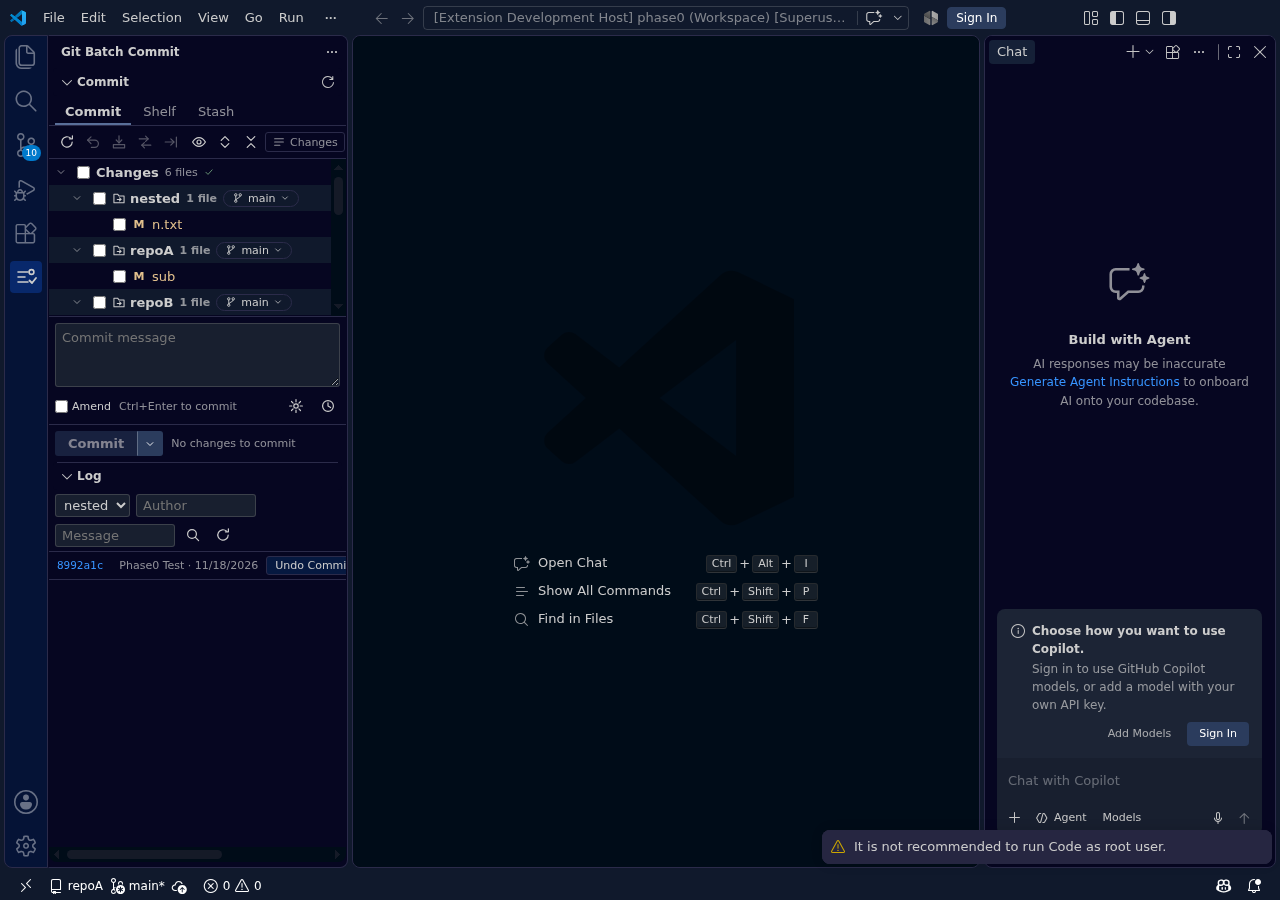 File Edit Selection View Go Run
[Extension Development Host] phase0 (Workspace) [Superus...
Sign In
Git Batch Commit
Commit
Commit Shelf Stash
Changes
Changes 6 files
nested 1 file main
M n.txt
repoA 1 file main
M sub
repoB 1 file main
Commit message
Amend Ctrl+Enter to commit
Commit No changes to commit
Log
nested Author
Message
8992a1c Phase0 Test · 11/18/2026 Undo Commi
10
Open Chat Ctrl + Alt + I
Show All Commands Ctrl + Shift + P
Find in Files Ctrl + Shift + F
Chat
Build with Agent
AI responses may be inaccurate
Generate Agent Instructions to onboard
AI onto your codebase.
Choose how you want to use
Copilot.
Sign in to use GitHub Copilot
models, or add a model with your
own API key.
Add Models Sign In
Chat with Copilot
Agent Models
It is not recommended to run Code as root user.
repoA main* 0 0